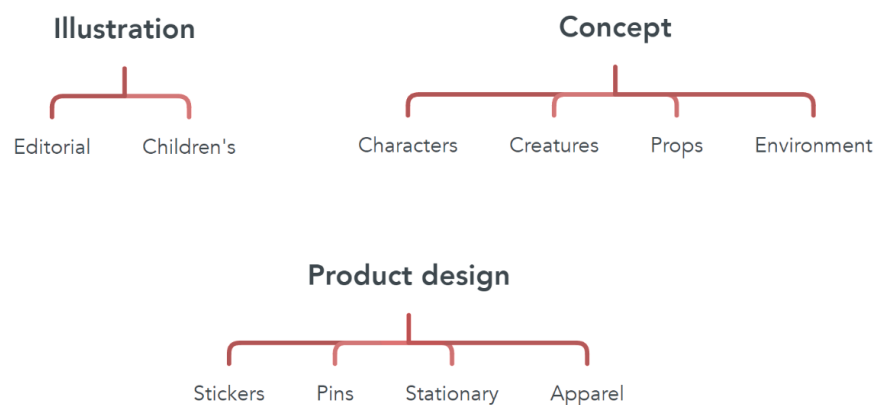 Illustration
Editorial Children's
Concept
Characters Creatures Props Environment
Product design
Stickers Pins Stationary Apparel